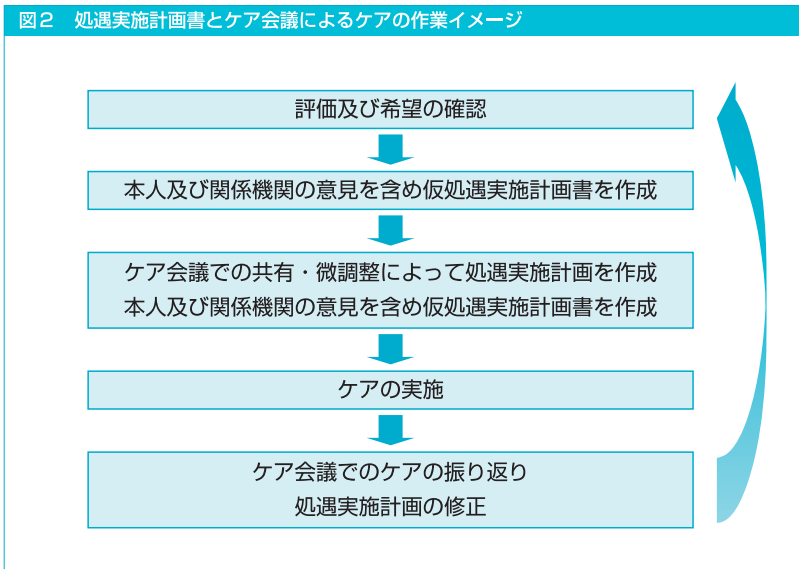 図2 処遇実施計画書とケア会議によるケアの作業イメージ
評価及び希望の確認
本人及び関係機関の意見を含め仮処遇実施計画書を作成
ケア会議での共有・微調整によって処遇実施計画を作成
本人及び関係機関の意見を含め仮処遇実施計画書を作成
ケアの実施
ケア会議でのケアの振り返り
処遇実施計画の修正